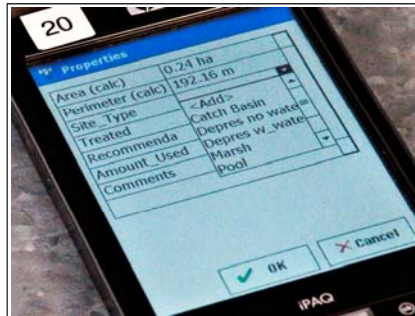 20
Properties
Area (calc) 0.24 ha
Perimeter (calc) 192.16 m
Site_Type
Treated <Add>
Recommenda Catch Basin
Amount_Used Depres no wate
Comments Depres w_wate
Marsh
Pool
OK Cancel
iPAQ